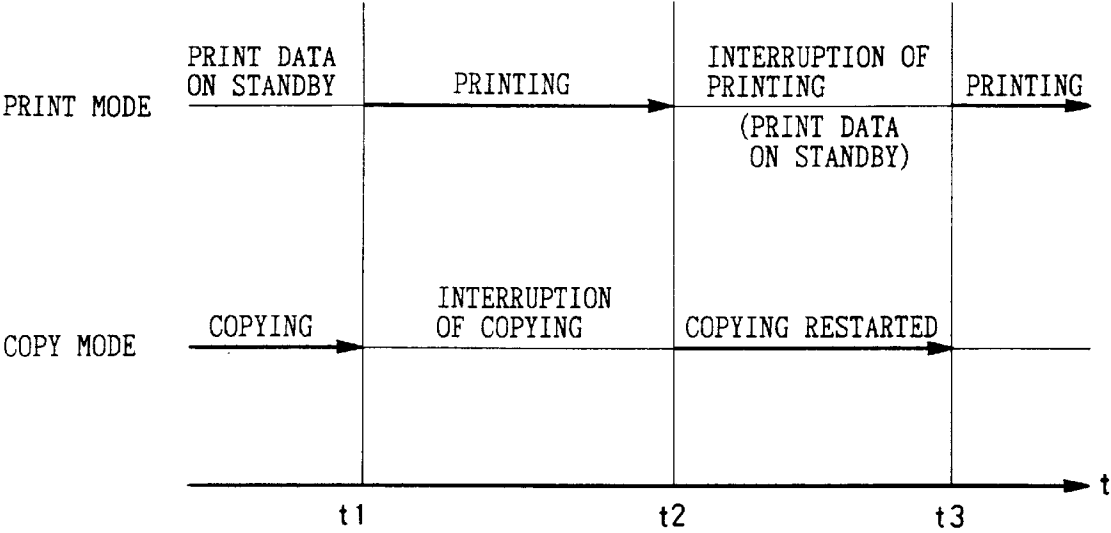 PRINT DATA
ON STANDBY
PRINTING
INTERRUPTION OF
PRINTING
PRINTING
PRINT MODE
(PRINT DATA
ON STANDBY)
COPYING
INTERRUPTION
OF COPYING
COPYING RESTARTED
COPY MODE
t
t1
t2
t3